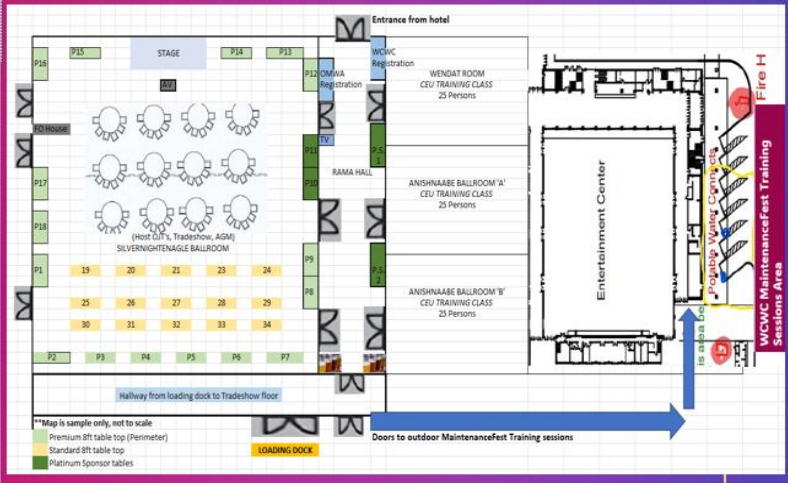 Entrance from hotel
P15
STAGE
P14
P13
WCWC
Registration
P16
P12
OMWA
Registration
WENDAT ROOM
CEU TRAINING CLASS
25 Persons
AV
FO House
TV
P11
P.S.
1
P10
RAMA HALL
P17
ANISHNAABE BALLROOM 'A'
CEU TRAINING CLASS
25 Persons
P18
(Host OJT's, Tradeshow, AGM)
SILVERNIGHTENAGLE BALLROOM
P1
19 20 21 23 24
P9
P.S.
2
P8
25 26 27 28 29
30 31 32 33 34
ANISHNAABE BALLROOM 'B'
CEU TRAINING CLASS
25 Persons
P2 P3 P4 P5 P6 P7
Hallway from loading dock to Tradeshow floor
Entertainment Center
Potable Water Connects
Fire H
is area be
WCWC MaintenanceFest Training
Sessions Area
**Map is sample only, not to scale
Premium 8ft table top (Perimeter)
Standard 8ft table top
Platinum Sponsor tables
LOADING DOCK
Doors to outdoor MaintenanceFest Training sessions